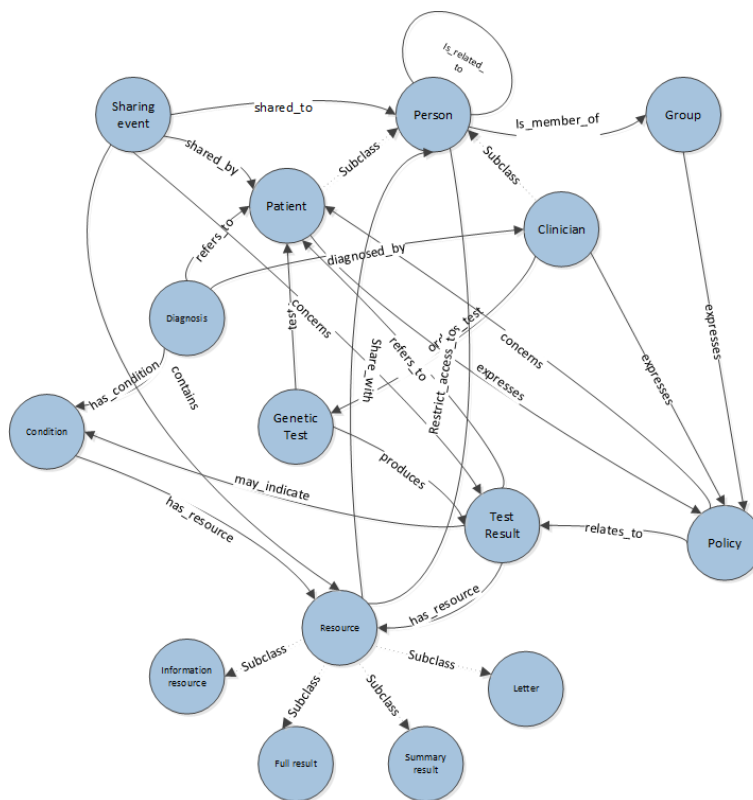 Is_related_
to
Sharing
event
shared_to
Person
Is_member_of
Group
shared_by
Subclass
Subclass
Patient
Clinician
refers_to
diagnosed_by
Diagnosis
concerns
test
orders_test
Share_with
refers_to
Restrict_access_to
concerns
expresses
expresses
expresses
has_condition
contains
Condition
Genetic
Test
produces
may_indicate
has_resource
Test
Result
relates_to
Policy
has_resource
Resource
Subclass
Subclass
Subclass
Subclass
Information
resource
Letter
Full result
Summary
result